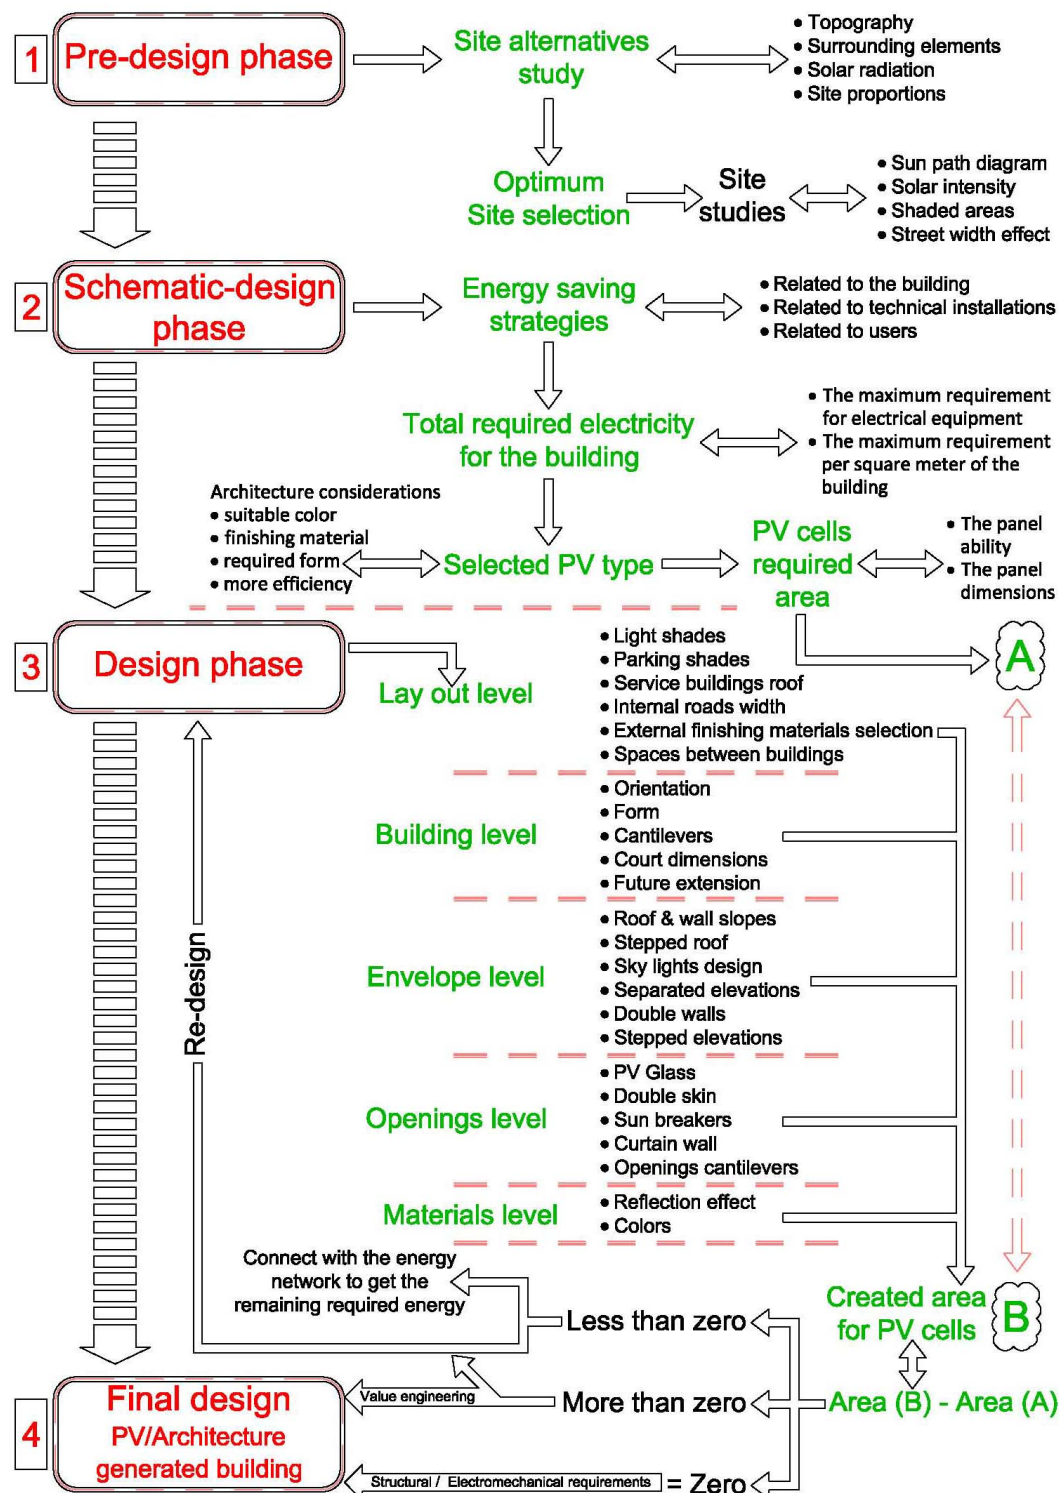 1
Pre-design phase
Site alternatives
study
• Topography
• Surrounding elements
• Solar radiation
• Site proportions
Optimum
Site selection
Site
studies
• Sun path diagram
• Solar intensity
• Shaded areas
• Street width effect
2
Schematic-design
phase
Energy saving
strategies
• Related to the building
• Related to technical installations
• Related to users
Total required electricity
for the building
• The maximum requirement
for electrical equipment
• The maximum requirement
per square meter of the
building
Architecture considerations
• suitable color
• finishing material
• required form
• more efficiency
Selected PV type
PV cells
required
area
• The panel
ability
• The panel
dimensions
3
Design phase
A
Lay out level
• Light shades
• Parking shades
• Service buildings roof
• Internal roads width
• External finishing materials selection
• Spaces between buildings
Building level
• Orientation
• Form
• Cantilevers
• Court dimensions
• Future extension
Envelope level
• Roof & wall slopes
• Stepped roof
• Sky lights design
• Separated elevations
• Double walls
• Stepped elevations
Re-design
Openings level
• PV Glass
• Double skin
• Sun breakers
• Curtain wall
• Openings cantilevers
Materials level
• Reflection effect
• Colors
Connect with the energy
network to get the
remaining required energy
Less than zero
Created area
for PV cells
B
4
Final design
PV/Architecture
generated building
Value engineering
More than zero
Area (B) - Area (A)
Structural / Electromechanical requirements
= Zero